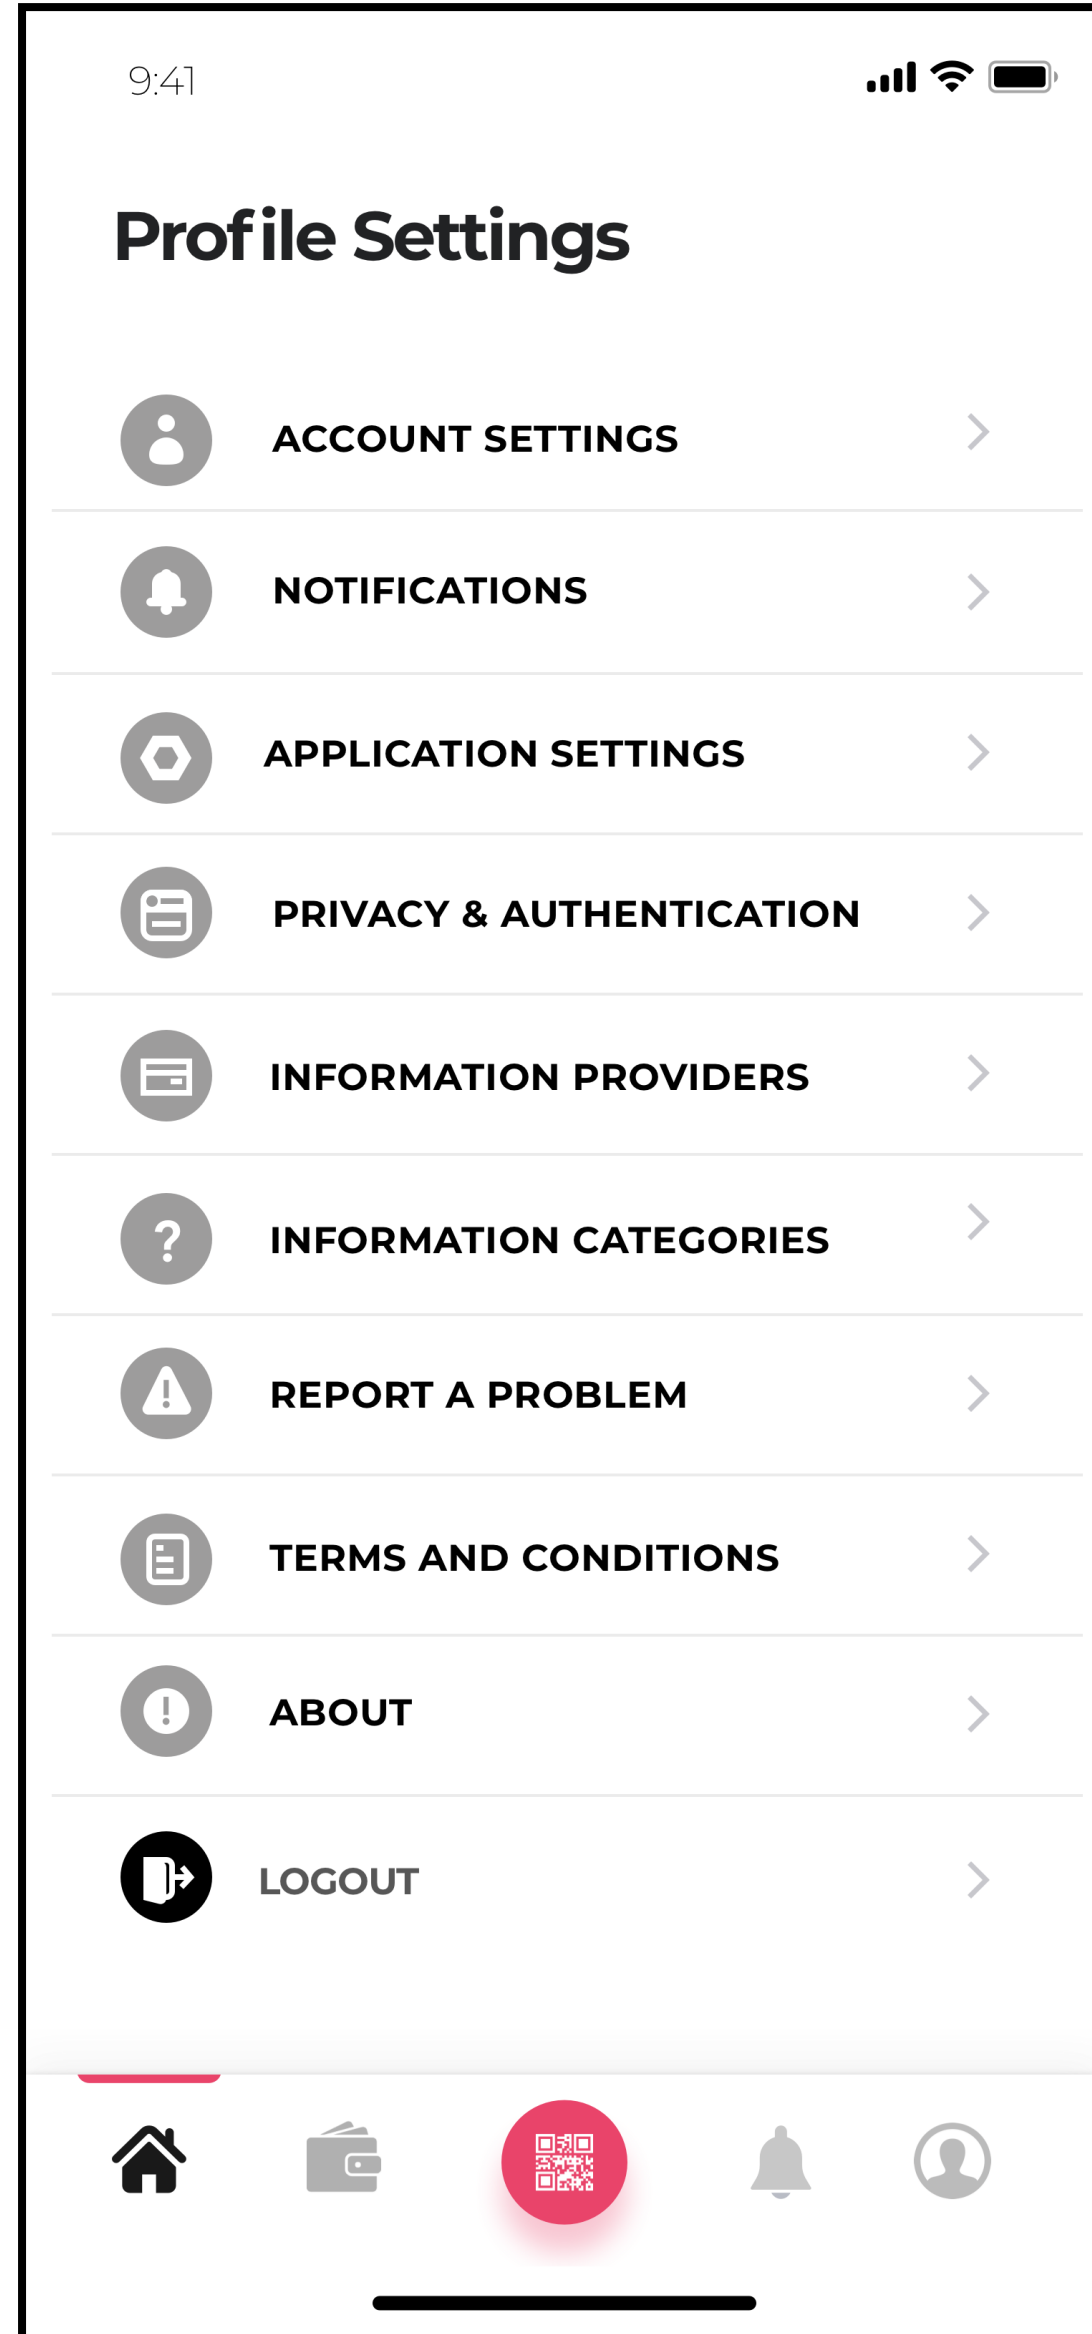 9:41
Profile Settings
ACCOUNT SETTINGS
NOTIFICATIONS
APPLICATION SETTINGS
PRIVACY & AUTHENTICATION
INFORMATION PROVIDERS
INFORMATION CATEGORIES
REPORT A PROBLEM
TERMS AND CONDITIONS
ABOUT
LOGOUT